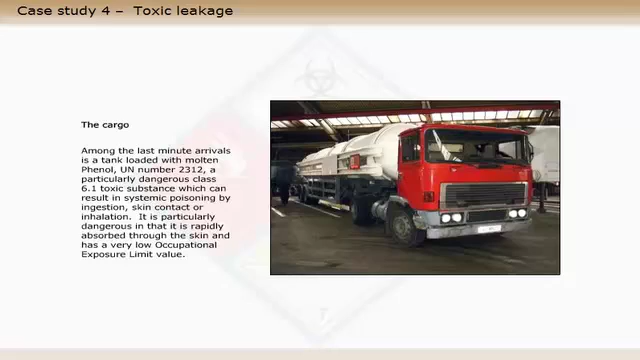 Case study 4 – Toxic leakage
The cargo
Among the last minute arrivals
is a tank loaded with molten
Phenol, UN number 2312, a
particularly dangerous class
6.1 toxic substance which can
result in systemic poisoning by
ingestion, skin contact or
inhalation. It is particularly
dangerous in that it is rapidly
absorbed through the skin and
has a very low Occupational
Exposure Limit value.
7